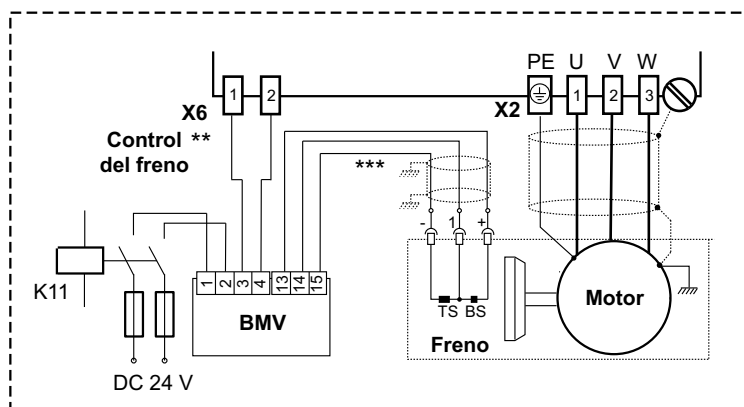 PE U V W
1 2 1 2 3
X6 X2
Control **
del freno
***
- 1 +
K11
1 2 3 4 13 14 15
BMV
TS BS
Motor
Freno
DC 24 V